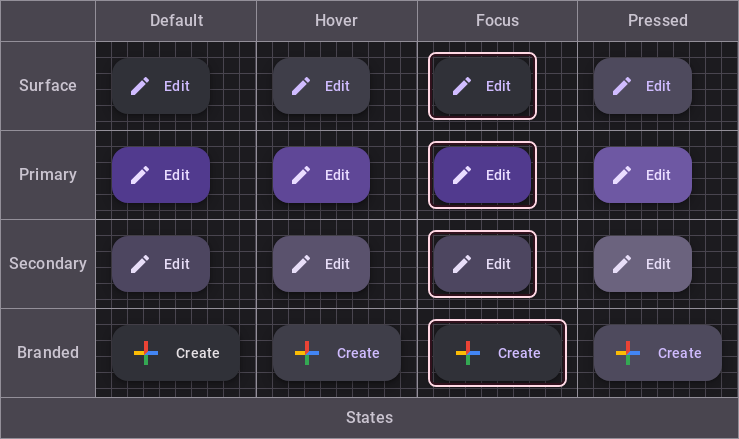 Default Hover Focus Pressed
Surface Edit Edit Edit Edit
Primary Edit Edit Edit Edit
Secondary Edit Edit Edit Edit
Branded Create Create Create Create
States